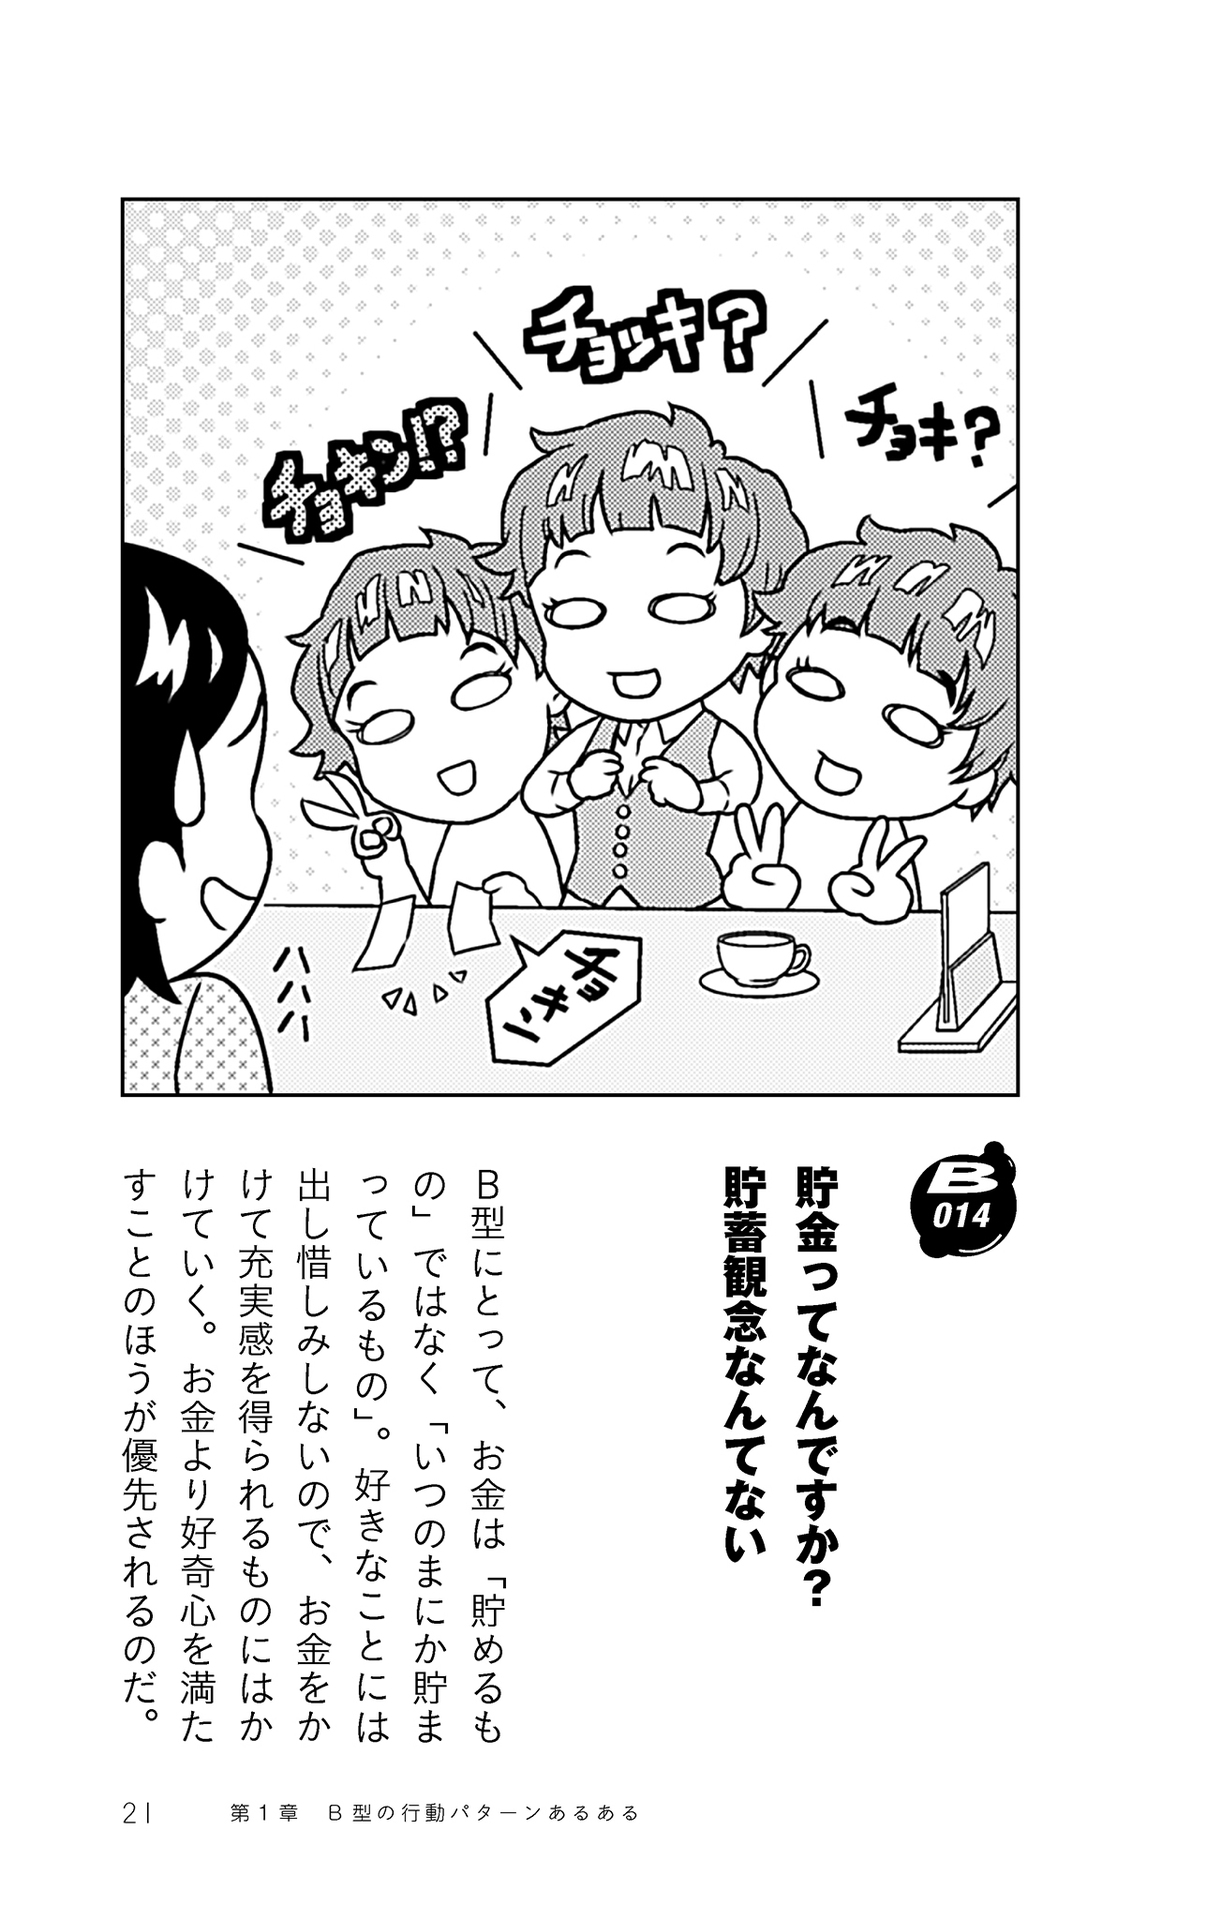 チョキ?
チョッキ?
チョキン!?
チョキン
ハハハ
B
014
貯金ってなんですか?
貯蓄観念なんてない
B型にとって、お金は「貯めるも
の」ではなく「いつのまにか貯ま
っているもの」。好きなことには
出し惜しみしないので、お金をか
けて充実感を得られるものにはか
けていく。お金より好奇心を満た
すことのほうが優先されるのだ。
21
第1章 B型の行動パターンあるある